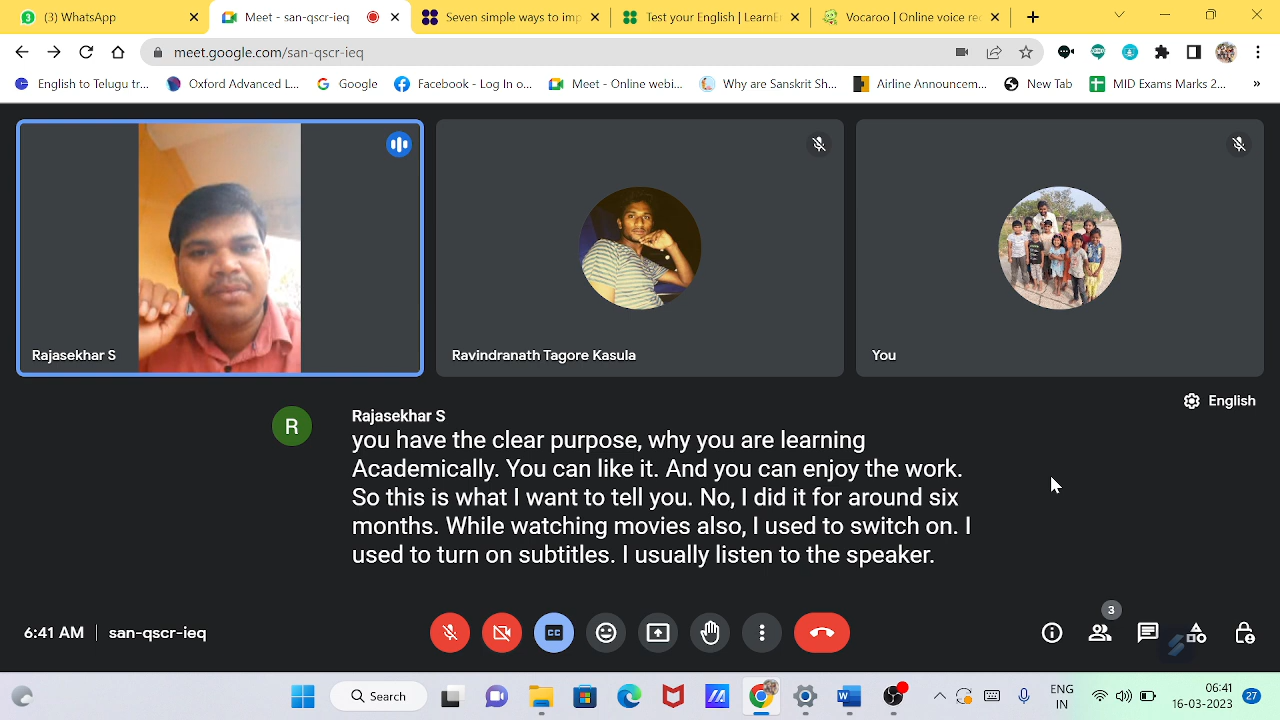 (3) WhatsApp
Meet - san-qscr-ieq
Seven simple ways to imp
Test your English | LearnE
Vocaroo | Online voice re
meet.google.com/san-qscr-ieq
English to Telugu tr...
Oxford Advanced L...
Google
Facebook - Log In o...
Meet - Online webi...
Why are Sanskrit Sh...
Airline Announcem...
New Tab
MID Exams Marks 2...
»
Rajasekhar S
Ravindranath Tagore Kasula
You
English
R
Rajasekhar S
you have the clear purpose, why you are learning
Academically. You can like it. And you can enjoy the work.
So this is what I want to tell you. No, I did it for around six
months. While watching movies also, I used to switch on. I
used to turn on subtitles. I usually listen to the speaker.
3
6:41 AM | san-qscr-ieq
CC
Search
W
ENG
IN
06:41
16-03-2023
27